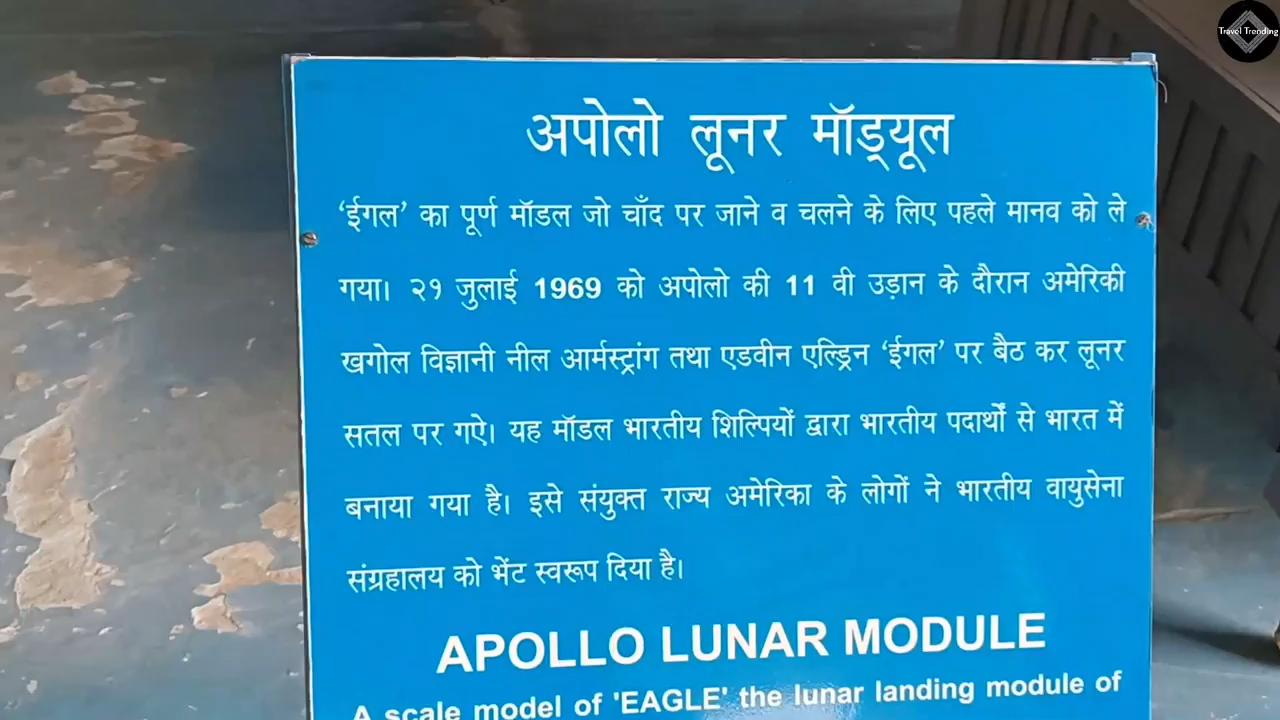 Travel Trending
अपोलो लूनर मॉड्यूल
‘ईगल’ का पूर्ण मॉडल जो चाँद पर जाने व चलने के लिए पहले मानव को ले
गया। २१ जुलाई 1969 को अपोलो की 11 वी उड़ान के दौरान अमेरिकी
खगोल विज्ञानी नील आर्मस्ट्रांग तथा एडवीन एल्ड्रिन ‘ईगल’ पर बैठ कर लूनर
सतल पर गऐ। यह मॉडल भारतीय शिल्पियों द्वारा भारतीय पदार्थों से भारत में
बनाया गया है। इसे संयुक्त राज्य अमेरिका के लोगों ने भारतीय वायुसेना
संग्रहालय को भेंट स्वरूप दिया है।
APOLLO LUNAR MODULE
A scale model of 'EAGLE' the lunar landing module of